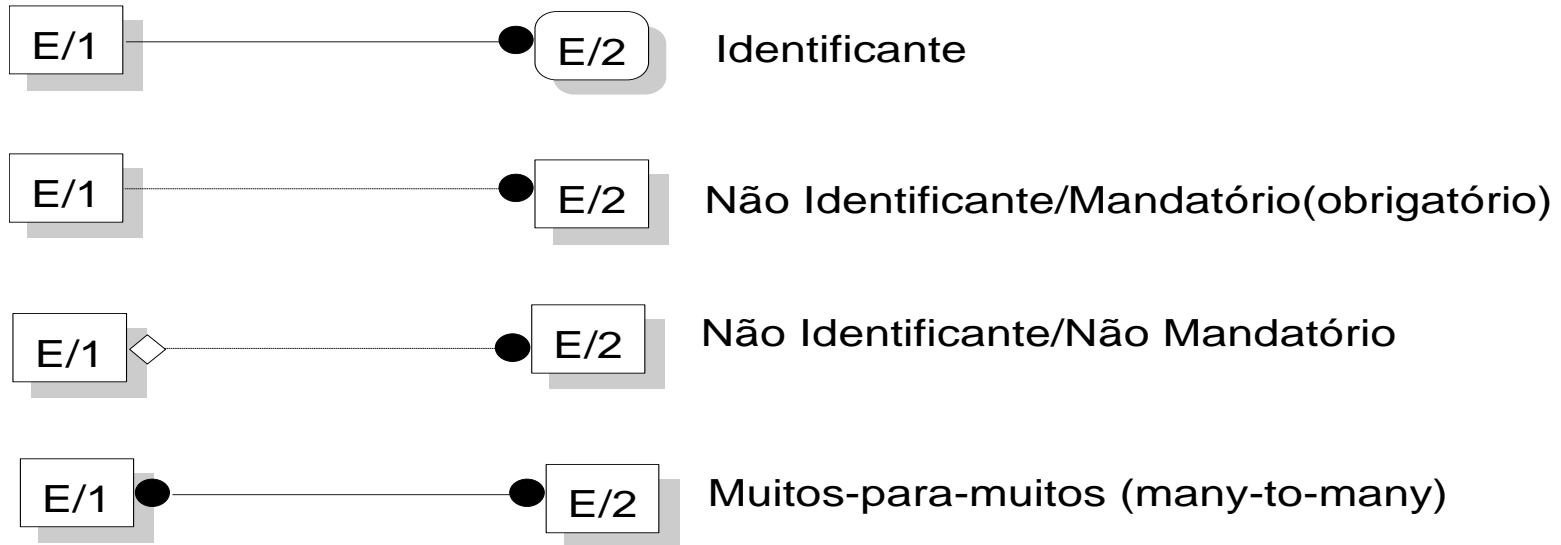 E/1 E/2 Identificante
E/1 E/2 Não Identificante/Mandatório(obrigatório)
E/1 E/2 Não Identificante/Não Mandatório
E/1 E/2 Muitos-para-muitos (many-to-many)